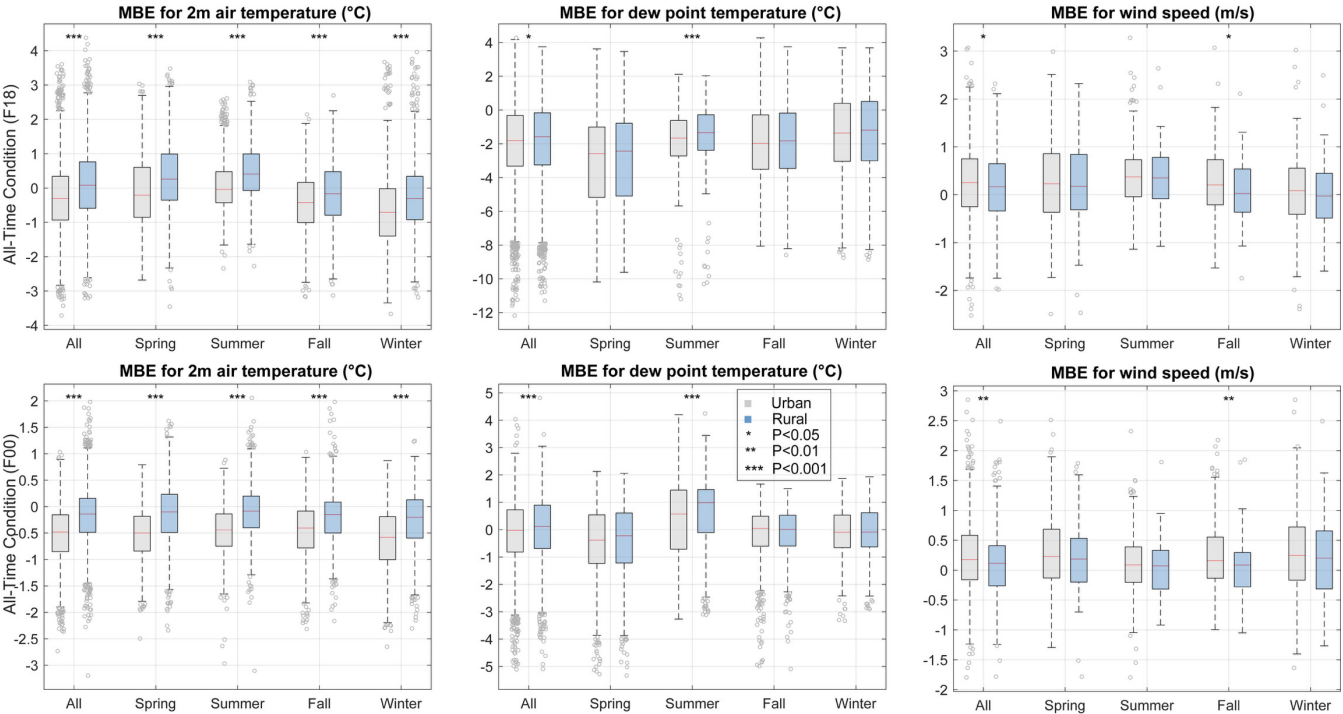 MBE for 2m air temperature (°C)
MBE for dew point temperature (°C)
MBE for wind speed (m/s)
All-Time Condition (F18)
4
3
2
1
0
-1
-2
-3
-4
***
***
***
***
***
All
Spring
Summer
Fall
Winter
4
2
0
-2
-4
-6
-8
-10
-12
*
***
All
Spring
Summer
Fall
Winter
3
2
1
0
1
-2
*
*
All
Spring
Summer
Fall
Winter
MBE for 2m air temperature (°C)
MBE for dew point temperature (°C)
MBE for wind speed (m/s)
All-Time Condition (F00)
2
1.5
1
0.5
0
-0.5
-1
-1.5
-2
-2.5
-3
***
***
***
***
***
All
Spring
Summer
Fall
Winter
5
4
3
2
1
0
-1
-2
-3
-4
-5
***
***
Urban
Rural
* P<0.05
** P<0.01
*** P<0.001
All
Spring
Summer
Fall
Winter
3
2.5
2
1.5
1
0.5
0
-0.5
-1
-1.5
-2
**
**
All
Spring
Summer
Fall
Winter